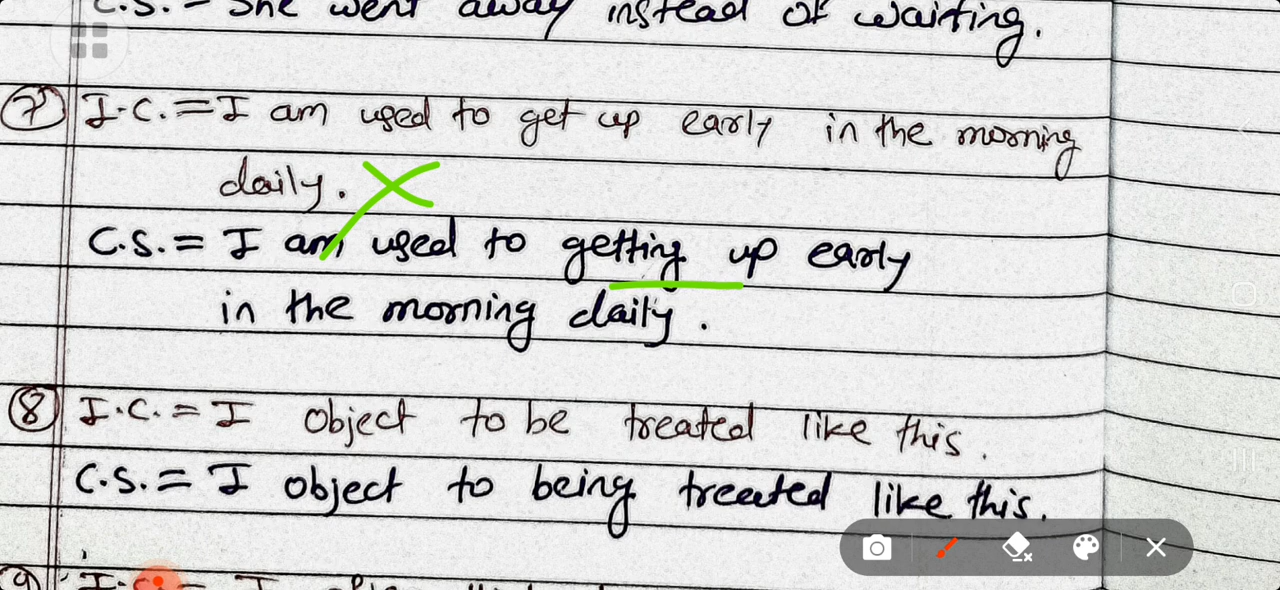 C.S. = She went away instead of waiting.
7 I.C. = I am used to get up early in the morning
daily.
C.S. = I am used to getting up early
in the morning daily.
8 I.C. = I object to be treated like this.
C.S. = I object to being treated like this.
9 I.C. = I